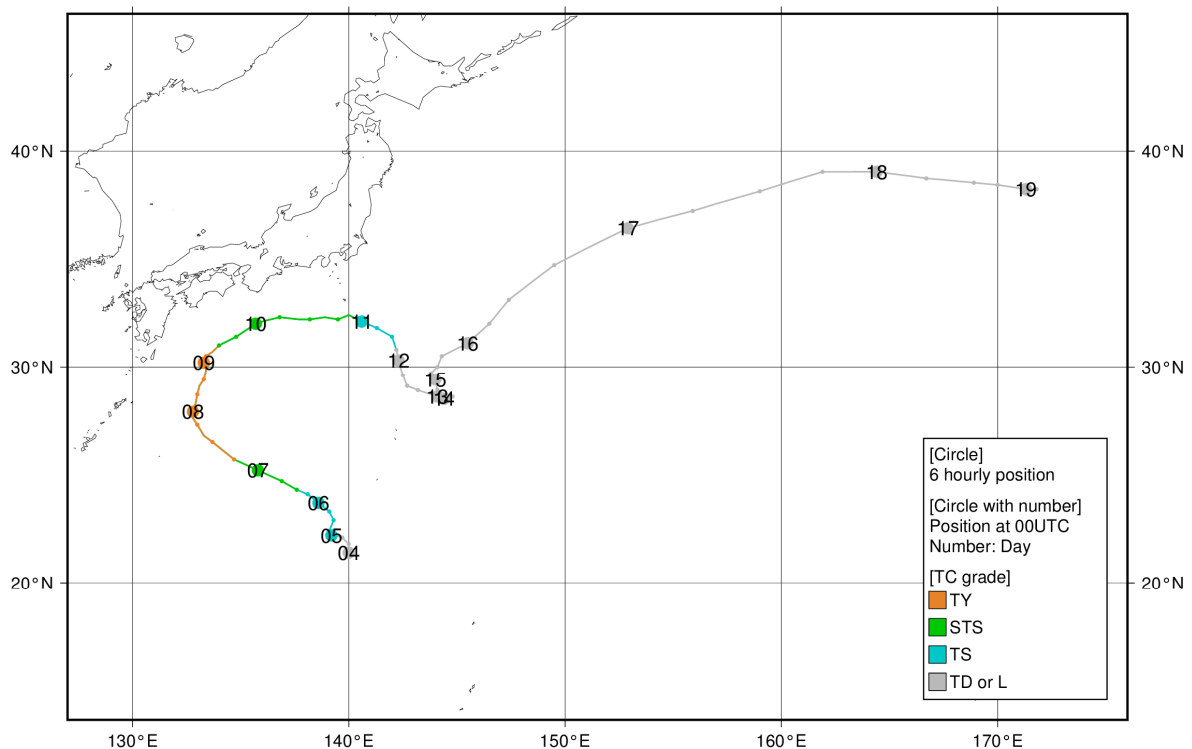 40°N
40°N
18
19
17
10
11
16
30°N
30°N
09
12
15
13
14
08
07
06
05
04
20°N
20°N
[Circle]
6 hourly position
[Circle with number]
Position at 00UTC
Number: Day
[TC grade]
TY
STS
TS
TD or L
130°E
140°E
150°E
160°E
170°E